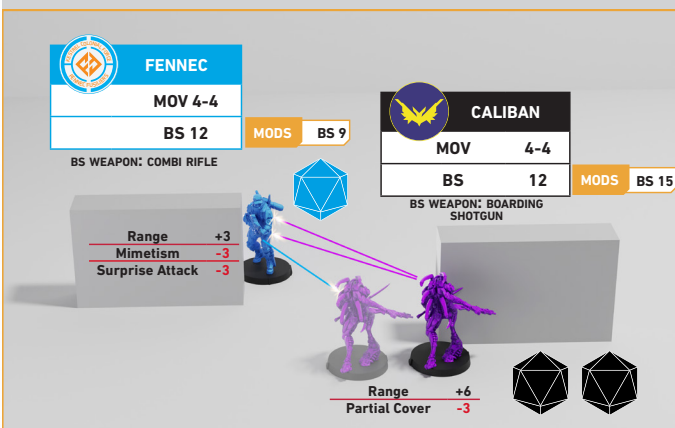 FENNEC
MOV 4-4
BS 12
MODS BS 9
BS WEAPON: COMBI RIFLE
CALIBAN
MOV 4-4
BS 12
MODS BS 15
BS WEAPON: BOARDING
SHOTGUN
Range +3
Mimetism -3
Surprise Attack -3
Range +6
Partial Cover -3